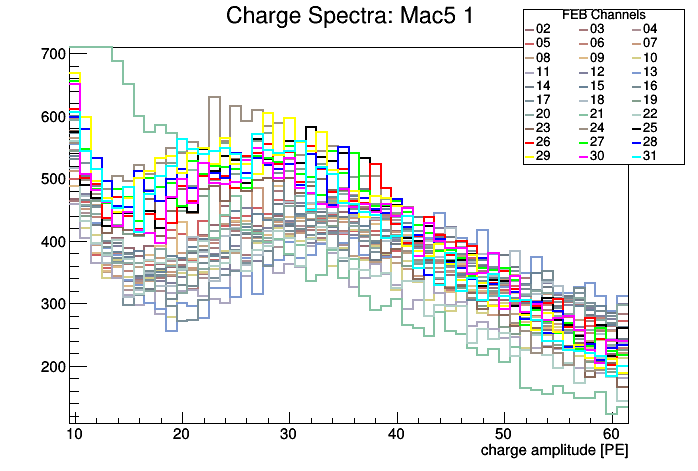 Charge Spectra: Mac5 1
FEB Channels
02 03 04
05 06 07
08 09 10
11 12 13
14 15 16
17 18 19
20 21 22
23 24 25
26 27 28
29 30 31
700
600
500
400
300
200
10 20 30 40 50 60
charge amplitude [PE]